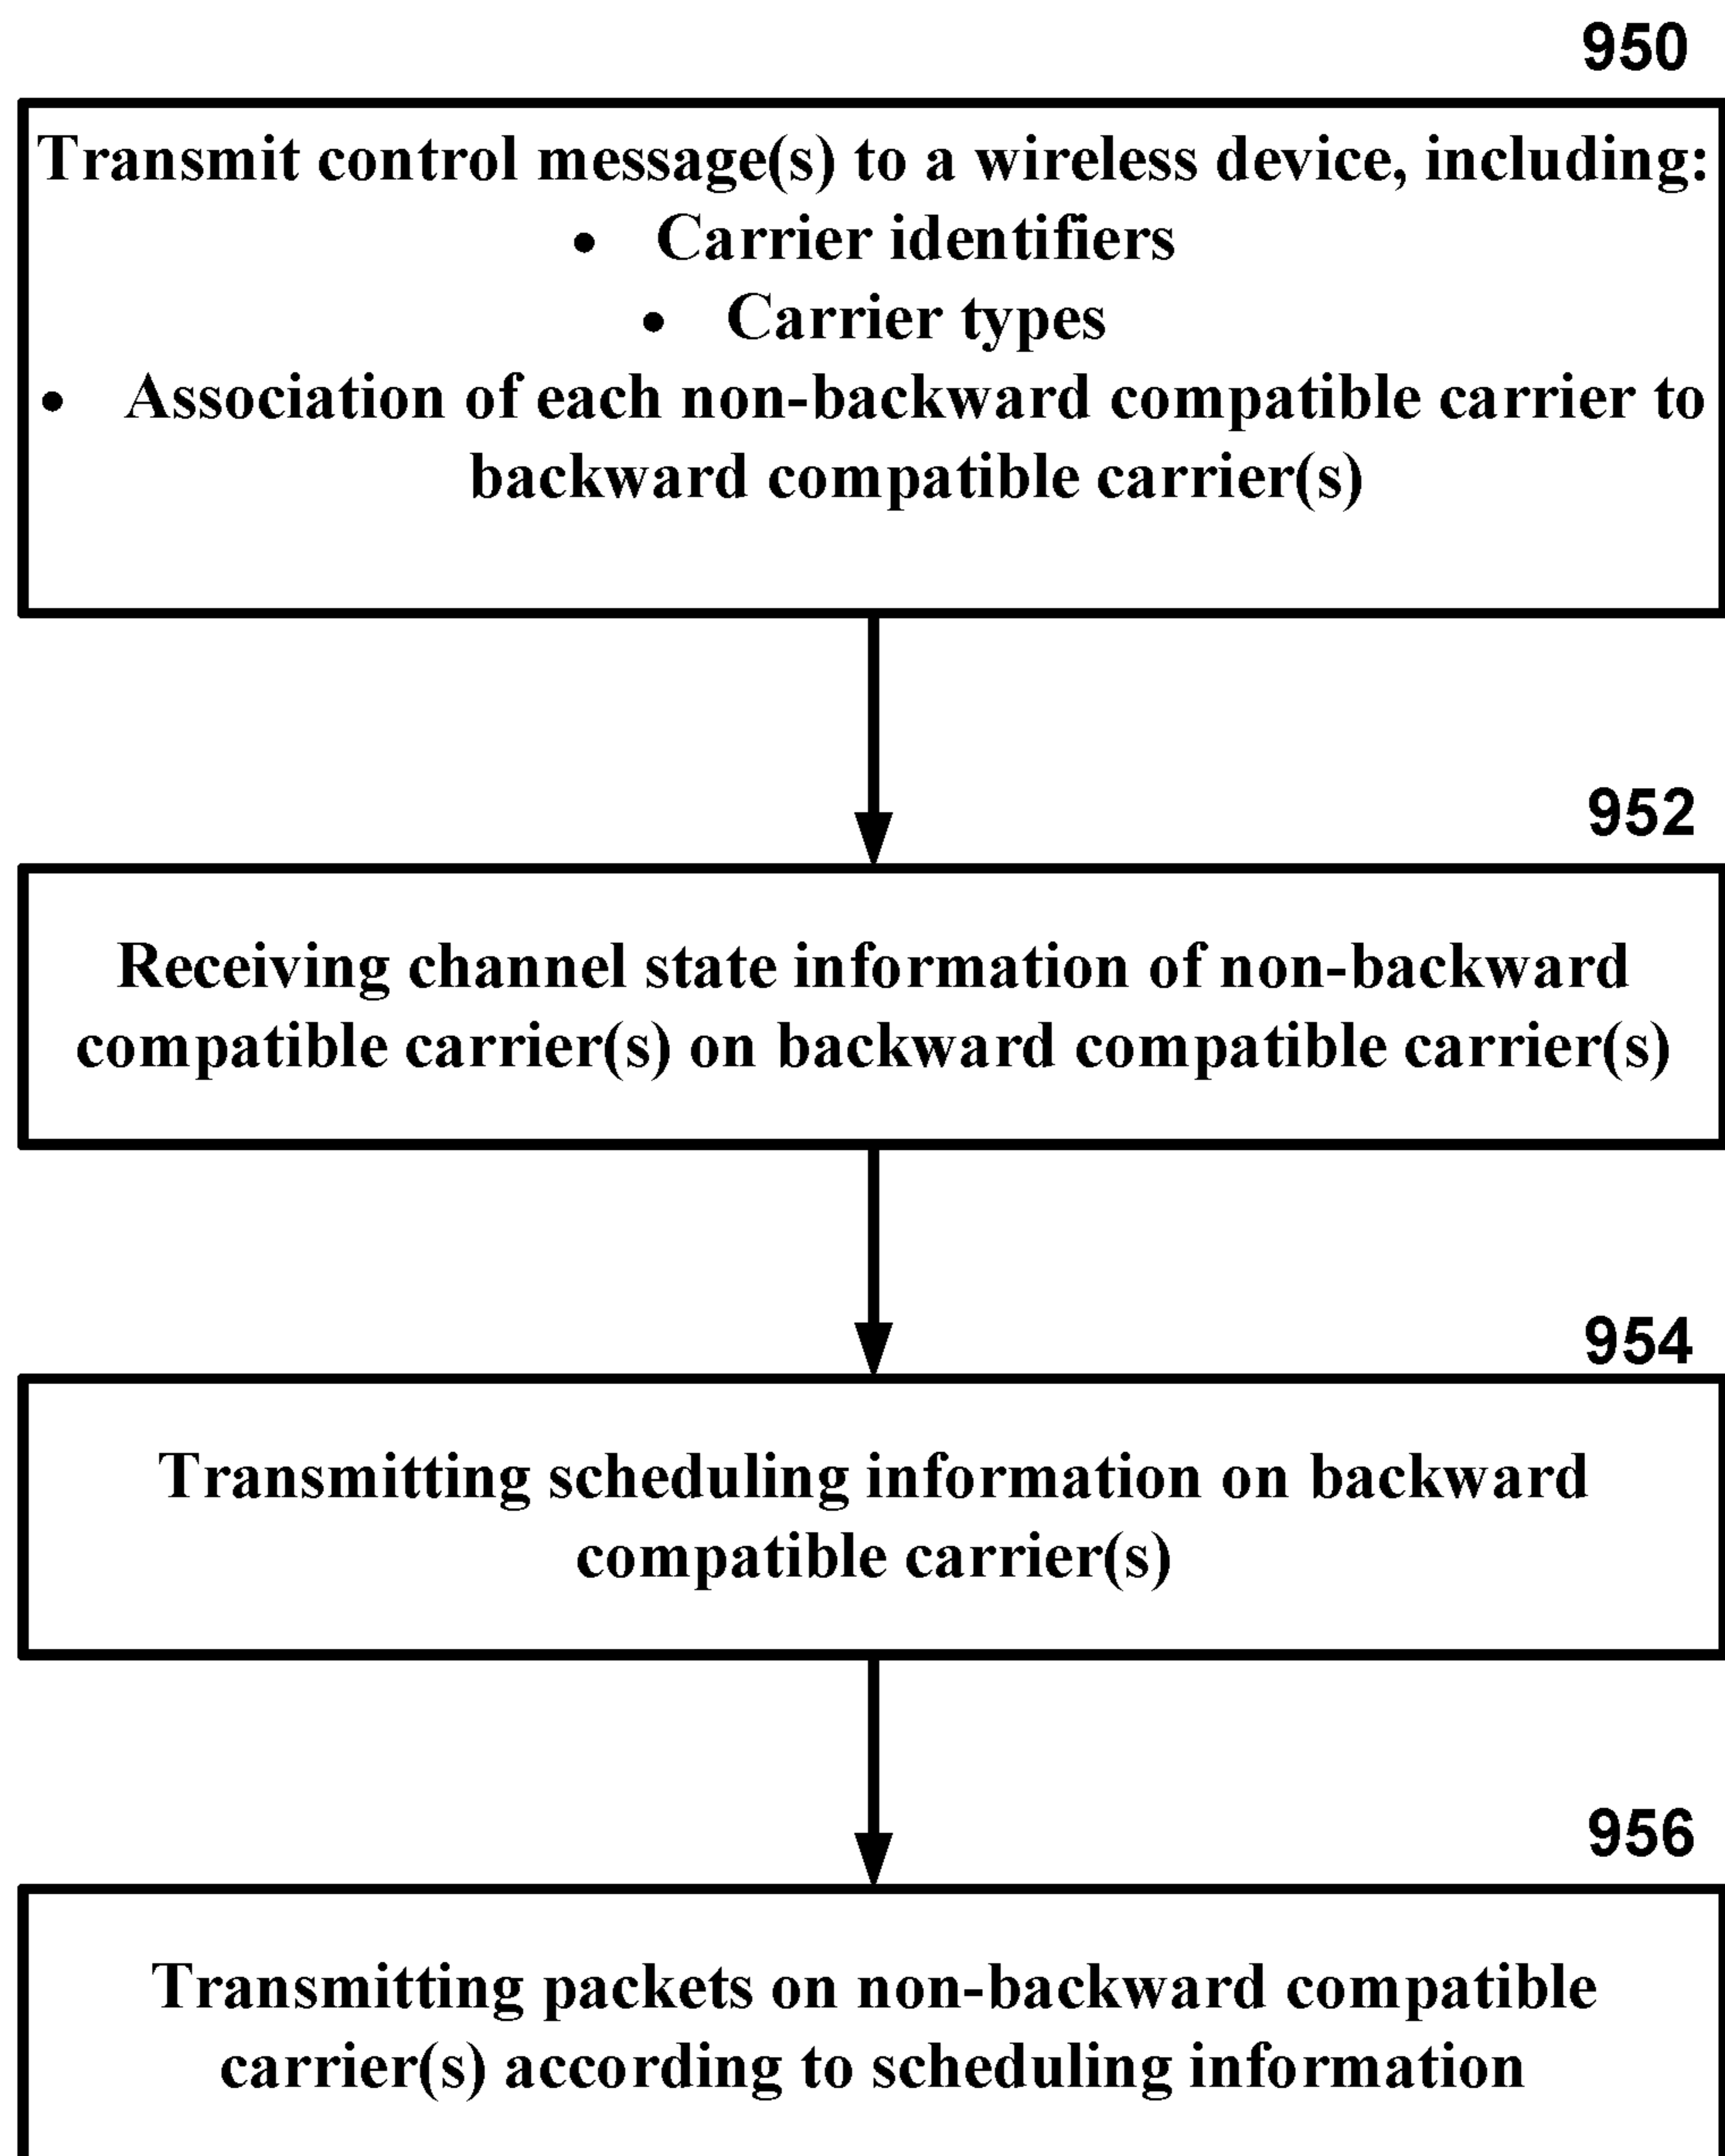 950
Transmit control message(s) to a wireless device, including:
• Carrier identifiers
• Carrier types
• Association of each non-backward compatible carrier to
backward compatible carrier(s)
952
Receiving channel state information of non-backward
compatible carrier(s) on backward compatible carrier(s)
954
Transmitting scheduling information on backward
compatible carrier(s)
956
Transmitting packets on non-backward compatible
carrier(s) according to scheduling information